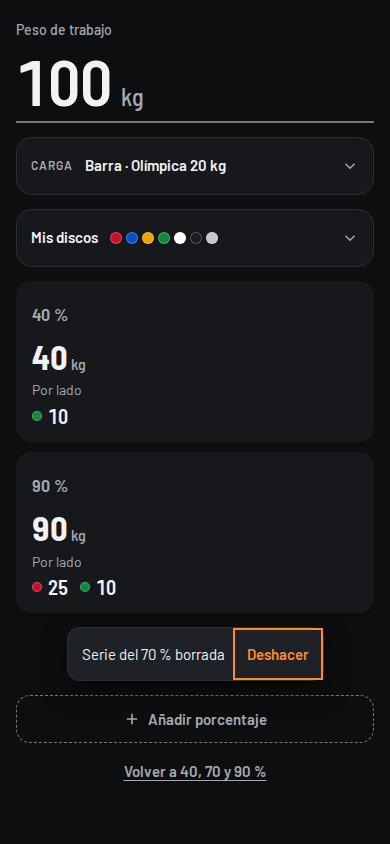 Peso de trabajo
100 kg
CARGA Barra · Olímpica 20 kg
Mis discos
40 %
40 kg
Por lado
10
90 %
90 kg
Por lado
25 10
Serie del 70 % borrada Deshacer
+ Añadir porcentaje
Volver a 40, 70 y 90 %